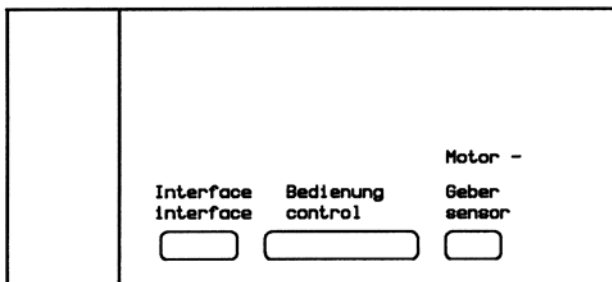 Motor -
Interface Bedienung Geber
interface control sensor